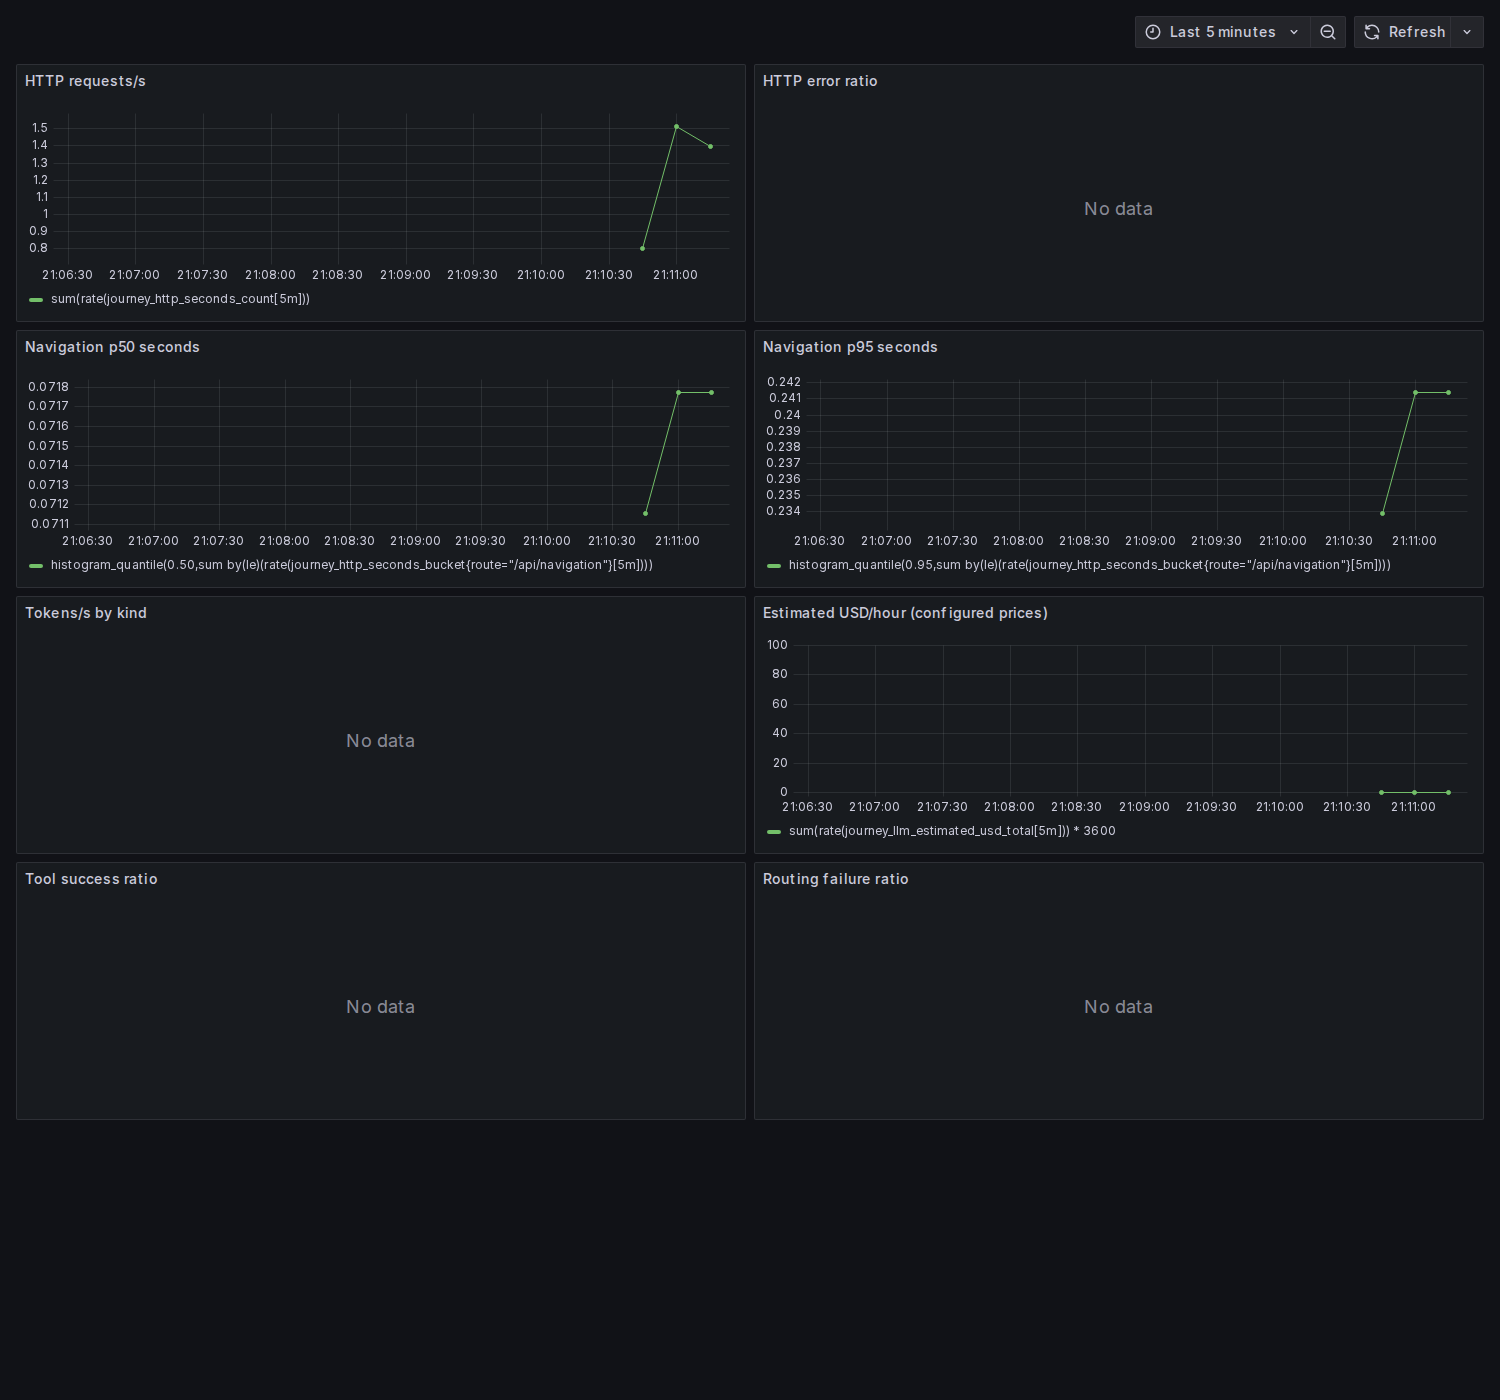 Last 5 minutes
Refresh
HTTP requests/s
1.5
1.4
1.3
1.2
1.1
1
0.9
0.8
21:06:30 21:07:00 21:07:30 21:08:00 21:08:30 21:09:00 21:09:30 21:10:00 21:10:30 21:11:00
sum(rate(journey_http_seconds_count[5m]))
HTTP error ratio
No data
Navigation p50 seconds
0.0718
0.0717
0.0716
0.0715
0.0714
0.0713
0.0712
0.0711
21:06:30 21:07:00 21:07:30 21:08:00 21:08:30 21:09:00 21:09:30 21:10:00 21:10:30 21:11:00
histogram_quantile(0.50,sum by(le)(rate(journey_http_seconds_bucket{route="/api/navigation"}[5m])))
Navigation p95 seconds
0.242
0.241
0.24
0.239
0.238
0.237
0.236
0.235
0.234
21:06:30 21:07:00 21:07:30 21:08:00 21:08:30 21:09:00 21:09:30 21:10:00 21:10:30 21:11:00
histogram_quantile(0.95,sum by(le)(rate(journey_http_seconds_bucket{route="/api/navigation"}[5m])))
Tokens/s by kind
No data
Estimated USD/hour (configured prices)
100
80
60
40
20
0
21:06:30 21:07:00 21:07:30 21:08:00 21:08:30 21:09:00 21:09:30 21:10:00 21:10:30 21:11:00
sum(rate(journey_llm_estimated_usd_total[5m])) * 3600
Tool success ratio
No data
Routing failure ratio
No data